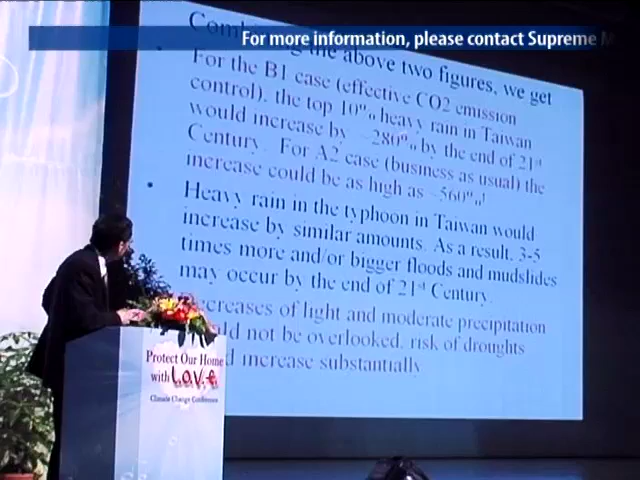 For more information, please contact Supreme M
the above two figures, we get
For the B1 case (effective CO2 emission
control), the top 10% heavy rain in Taiwan
would increase by ~280% by the end of 21st
Century. For A2 case (business as usual) the
increase could be as high as ~560%!
• Heavy rain in the typhoon in Taiwan would
increase by similar amounts. As a result, 3-5
times more and/or bigger floods and mudslides
may occur by the end of 21st Century.
creases of light and moderate precipitation
ld not be overlooked, risk of droughts
d increase substantially
Protect Our Home
with L.O.V.E
Climate Change Conference